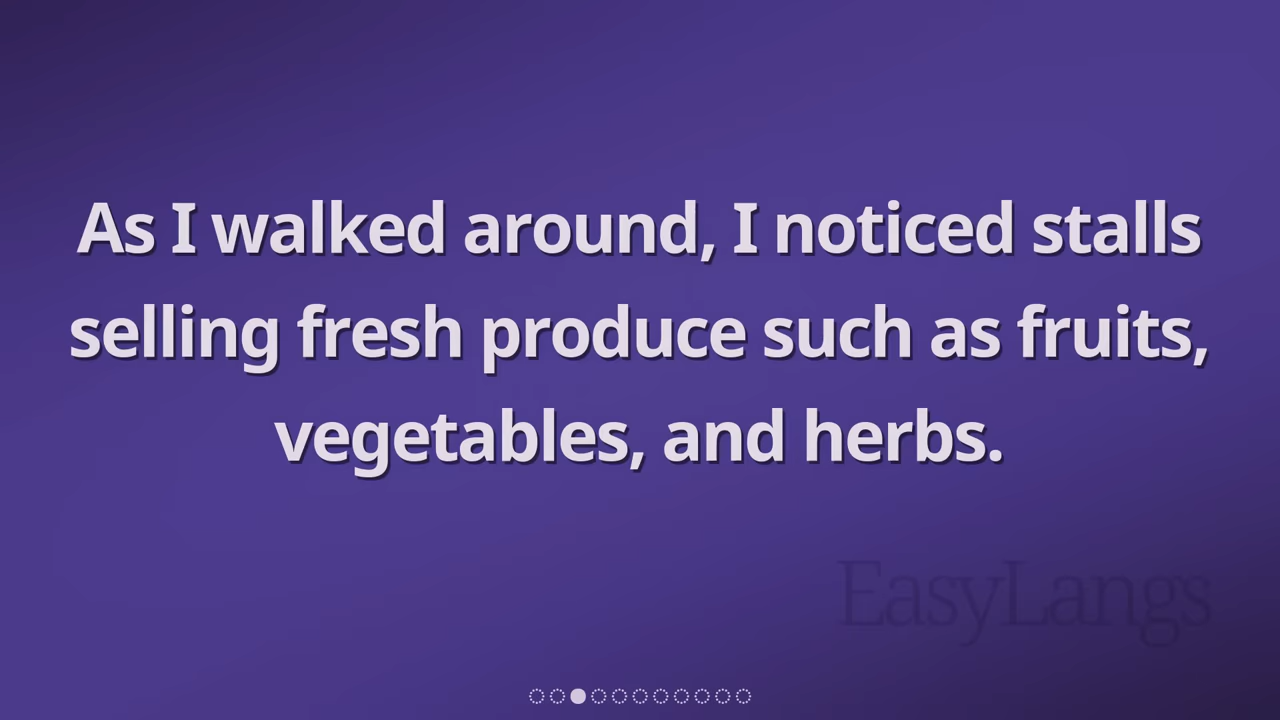 As I walked around, I noticed stalls
selling fresh produce such as fruits,
vegetables, and herbs.
EasyLangs